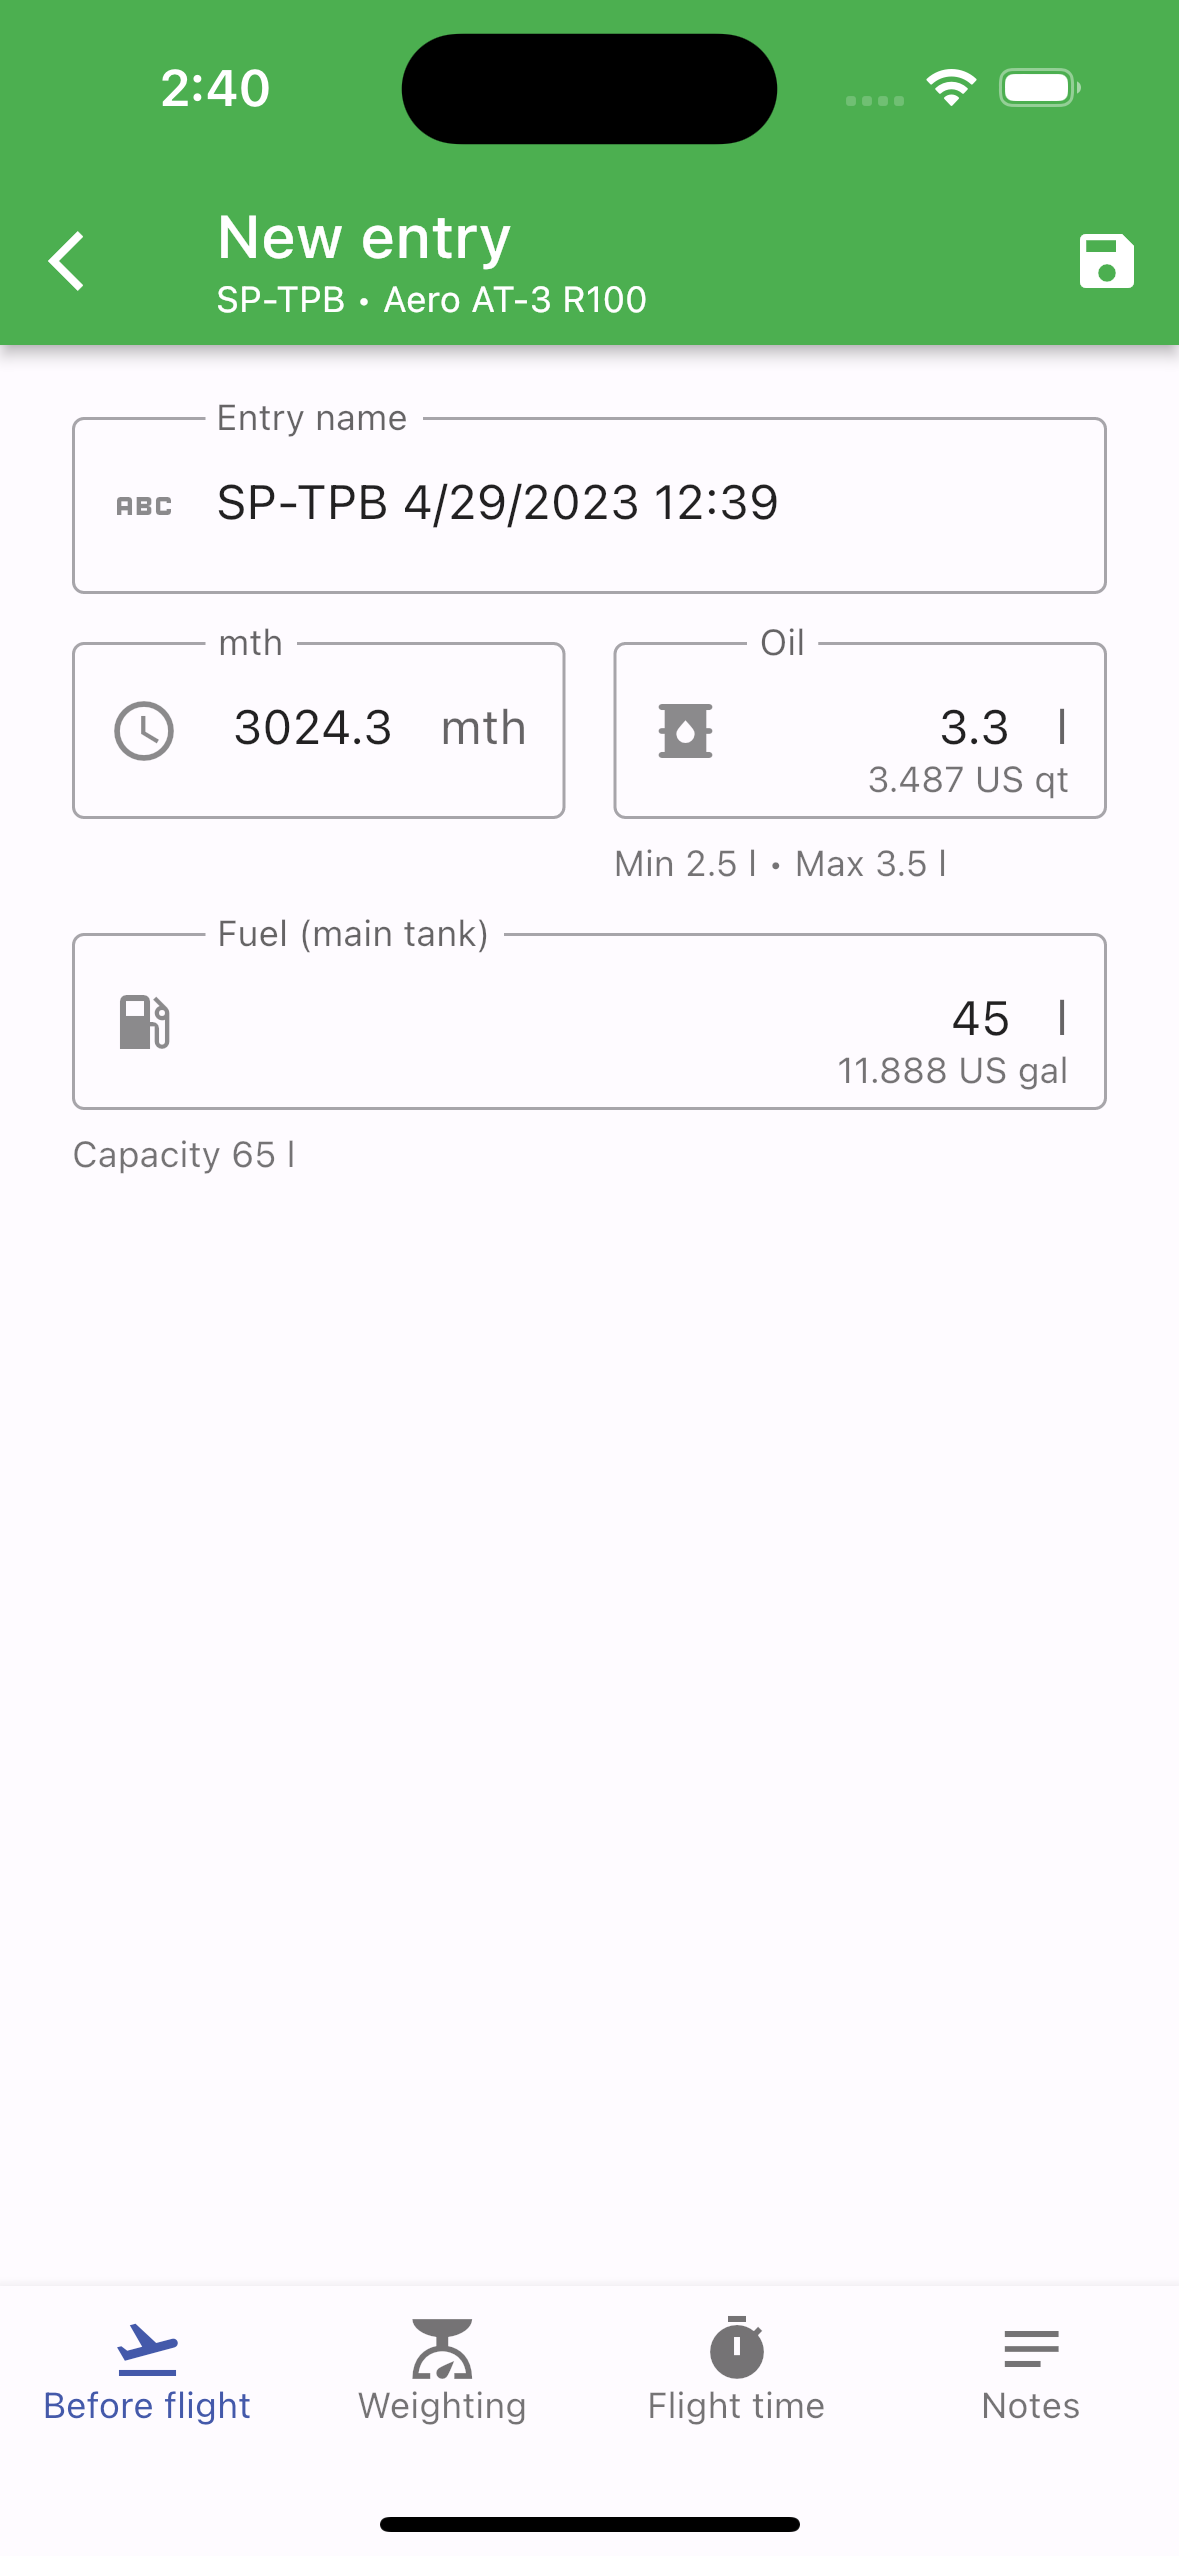 2:40
New entry
SP-TPB • Aero AT-3 R100
Entry name
ABC SP-TPB 4/29/2023 12:39
mth
3024.3 mth
Oil
3.3 l
3.487 US qt
Min 2.5 l • Max 3.5 l
Fuel (main tank)
45 l
11.888 US gal
Capacity 65 l
Before flight
Weighting
Flight time
Notes